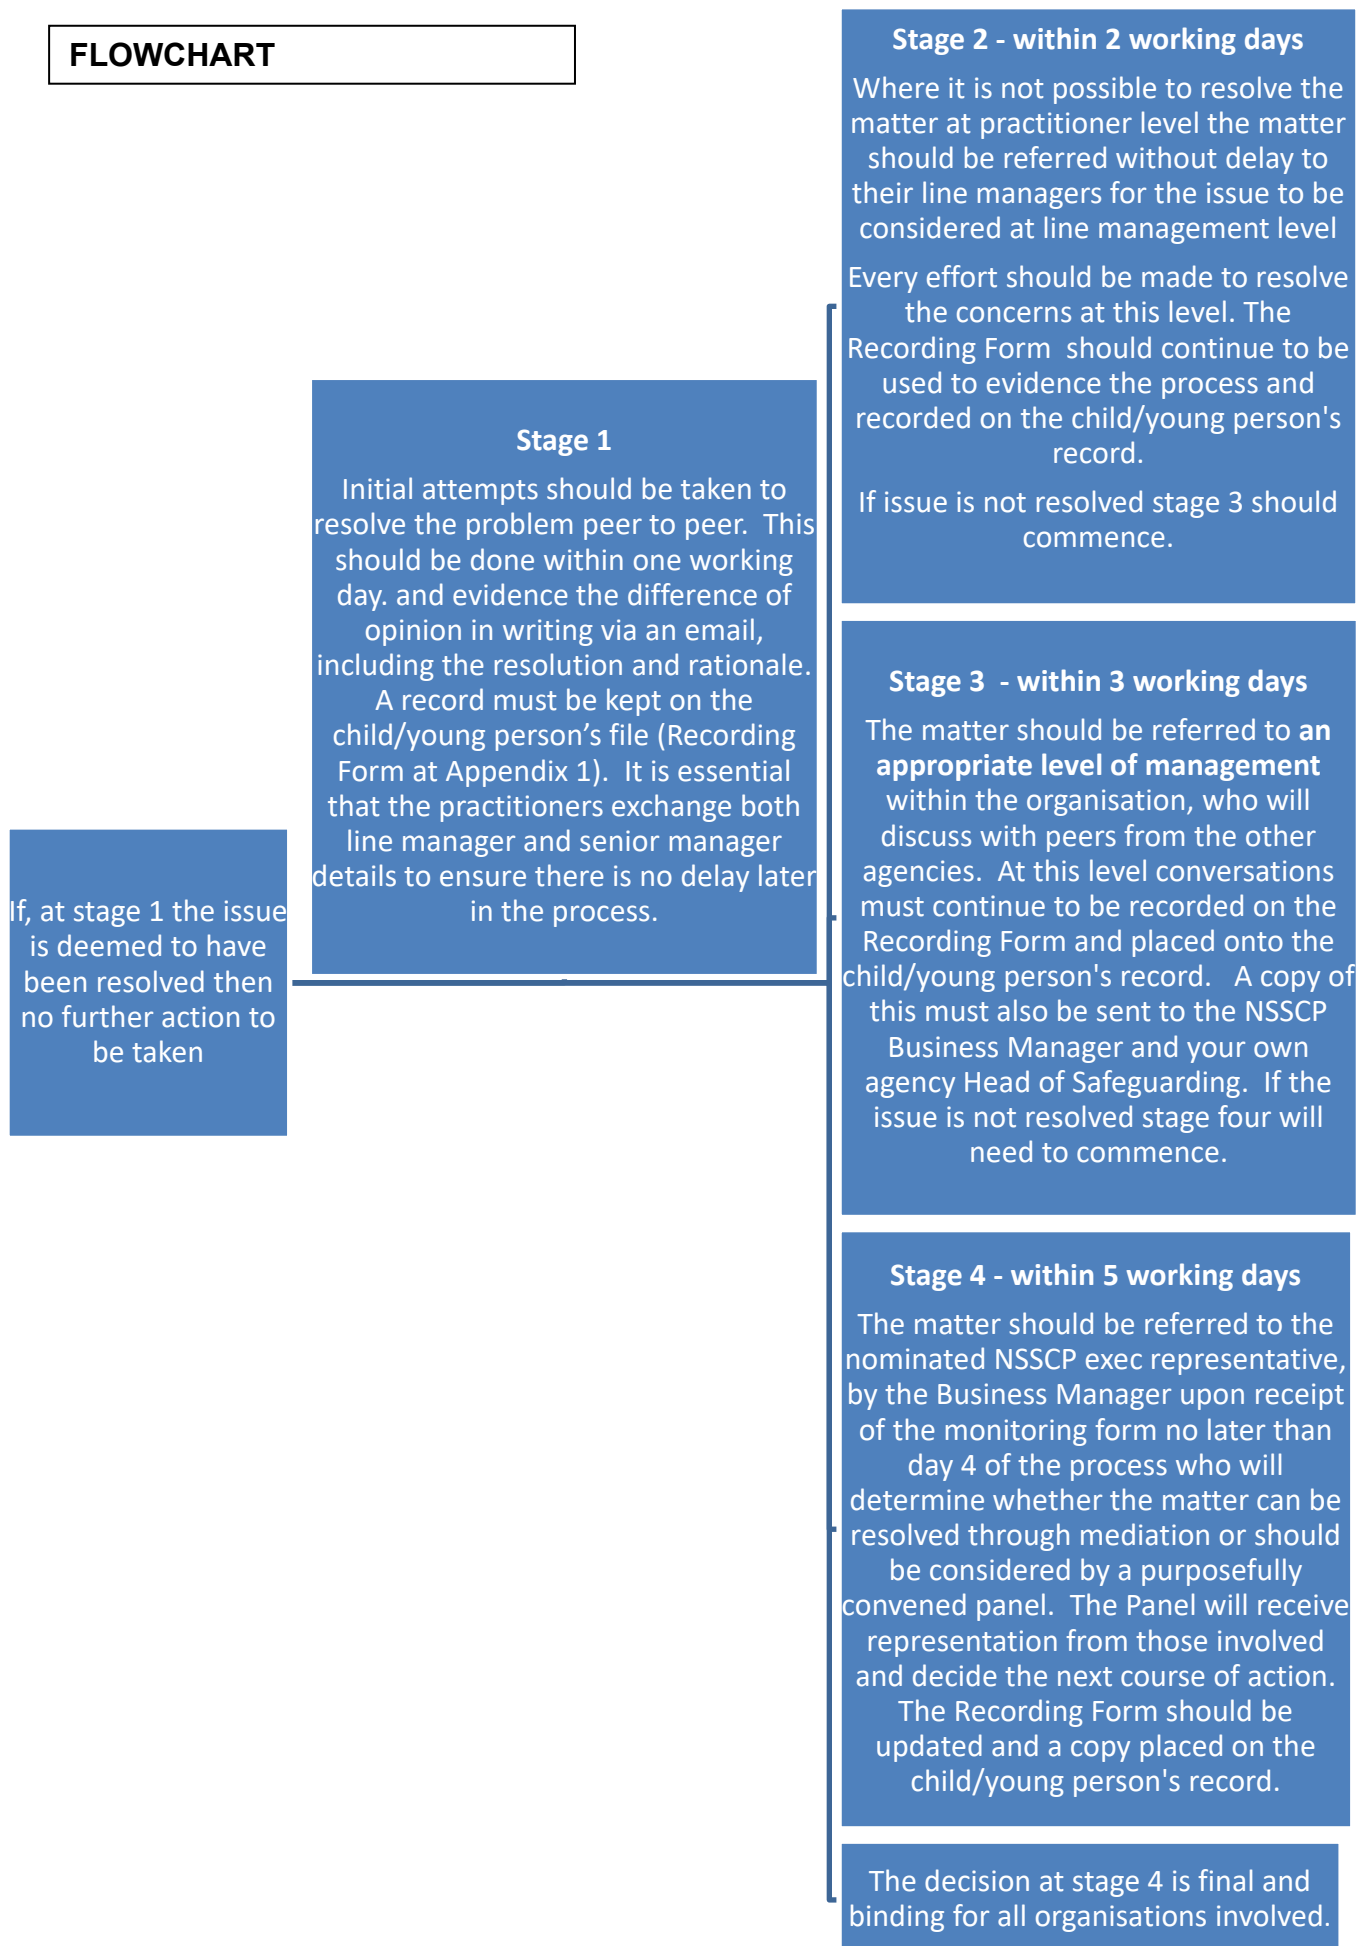 FLOWCHART
If, at stage 1 the issue
is deemed to have
been resolved then
no further action to
be taken
Stage 1
Initial attempts should be taken to
resolve the problem peer to peer.  This
should be done within one working
day. and evidence the difference of
opinion in writing via an email,
including the resolution and rationale.
A record must be kept on the
child/young person’s file (Recording
Form at Appendix 1).  It is essential
that the practitioners exchange both
line manager and senior manager
details to ensure there is no delay later
in the process.
Stage 2 - within 2 working days
Where it is not possible to resolve the
matter at practitioner level the matter
should be referred without delay to
their line managers for the issue to be
considered at line management level
Every effort should be made to resolve
the concerns at this level. The
Recording Form  should continue to be
used to evidence the process and
recorded on the child/young person's
record.
If issue is not resolved stage 3 should
commence.
Stage 3  - within 3 working days
The matter should be referred to an
appropriate level of management
within the organisation, who will
discuss with peers from the other
agencies.  At this level conversations
must continue to be recorded on the
Recording Form and placed onto the
child/young person's record.   A copy of
this must also be sent to the NSSCP
Business Manager and your own
agency Head of Safeguarding.  If the
issue is not resolved stage four will
need to commence.
Stage 4 - within 5 working days
The matter should be referred to the
nominated NSSCP exec representative,
by the Business Manager upon receipt
of the monitoring form no later than
day 4 of the process who will
determine whether the matter can be
resolved through mediation or should
be considered by a purposefully
convened panel.  The Panel will receive
representation from those involved
and decide the next course of action.
The Recording Form should be
updated and a copy placed on the
child/young person's record.
The decision at stage 4 is final and
binding for all organisations involved.